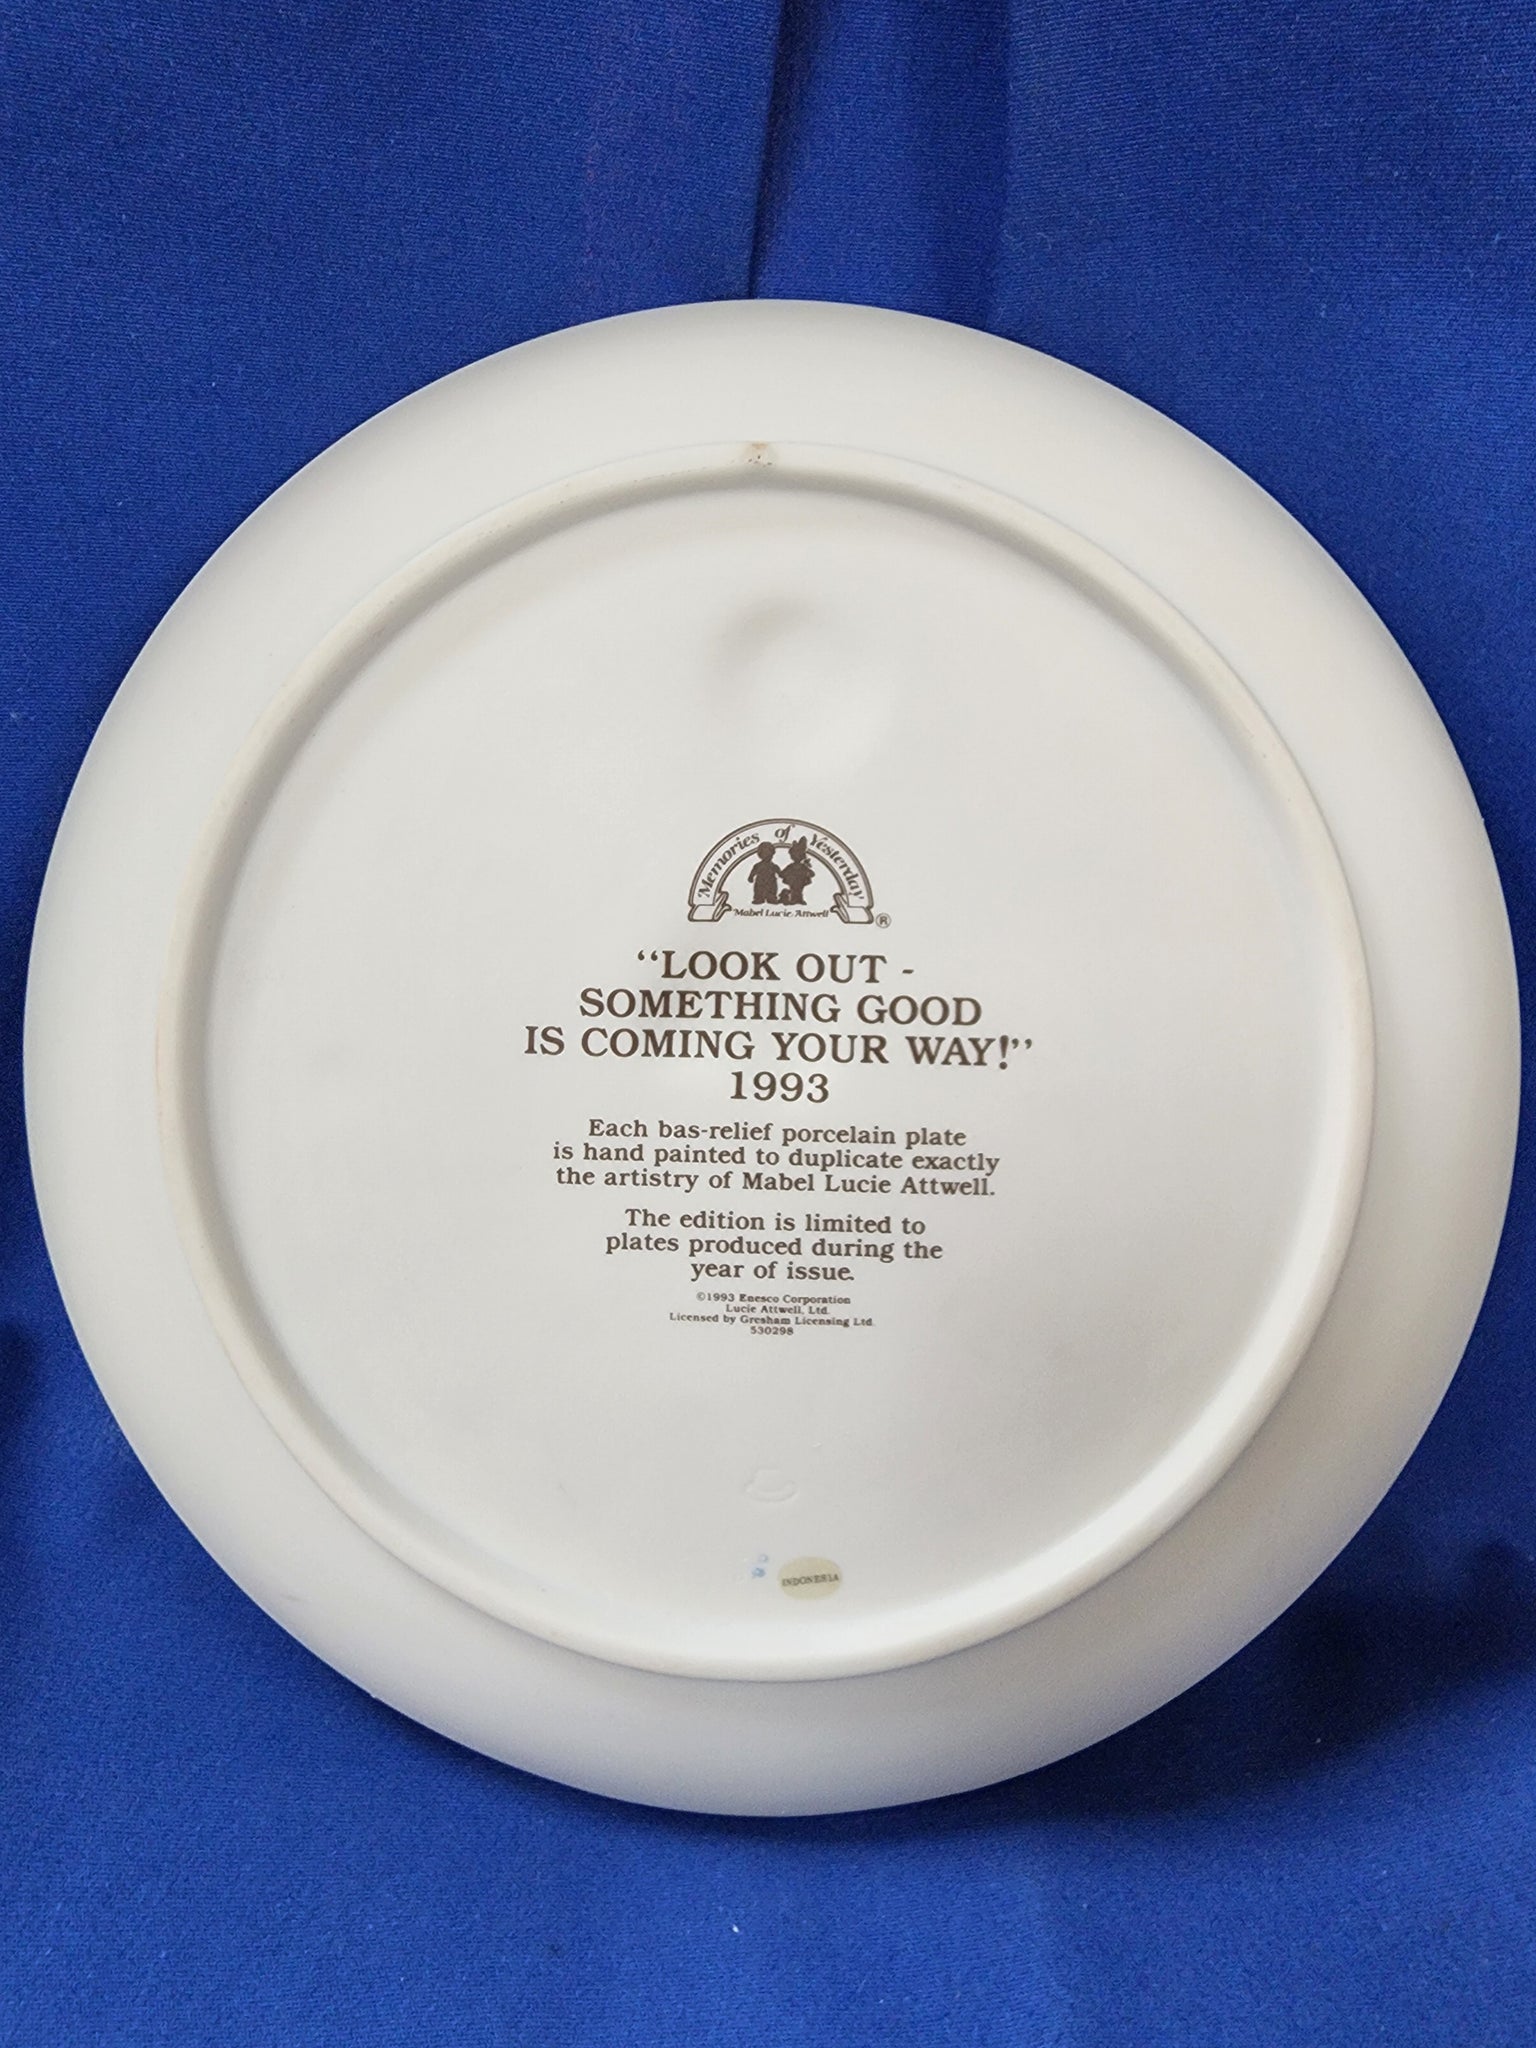 Memories of Yesterday
Mabel Lucie Attwell ®
“LOOK OUT -
SOMETHING GOOD
IS COMING YOUR WAY!”
1993
Each bas-relief porcelain plate
is hand painted to duplicate exactly
the artistry of Mabel Lucie Attwell.
The edition is limited to
plates produced during the
year of issue.
©1993 Enesco Corporation
Lucie Attwell, Ltd.
Licensed by Gresham Licensing Ltd.
530298
INDONESIA